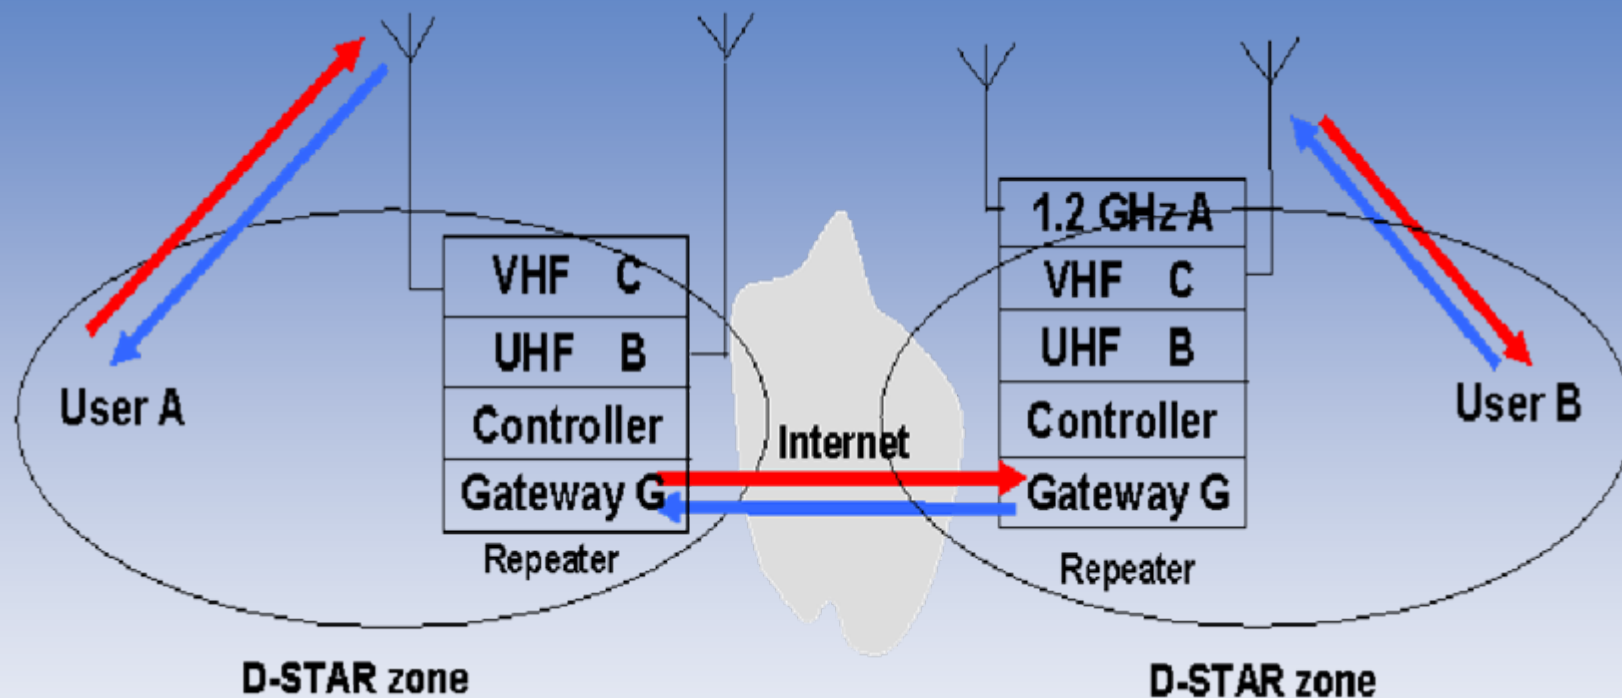 VHF C
UHF B
Controller
Gateway G
Repeater
User A
D-STAR zone
Internet
1.2 GHz A
VHF C
UHF B
Controller
Gateway G
Repeater
User B
D-STAR zone